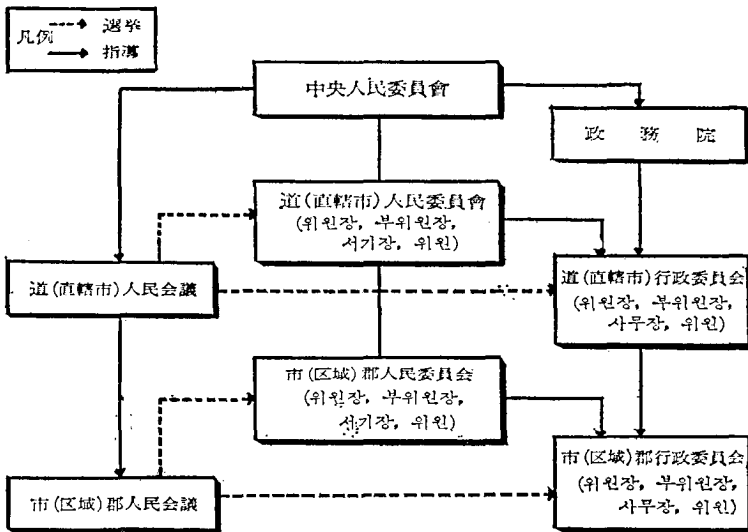 凡例
選挙
指導
中央人民委員會
政 務 院
道(直轄市)人民委員會
(위원장, 부위원장,
서기장, 위원)
道(直轄市)人民会議
道(直轄市)行政委員会
(위원장, 부위원장,
사무장, 위원)
市(区域)郡人民委員会
(위원장, 부위원장,
서기장, 위원)
市(区域)郡人民会議
市(区域)郡行政委員会
(위원장, 부위원장,
사무장, 위원)